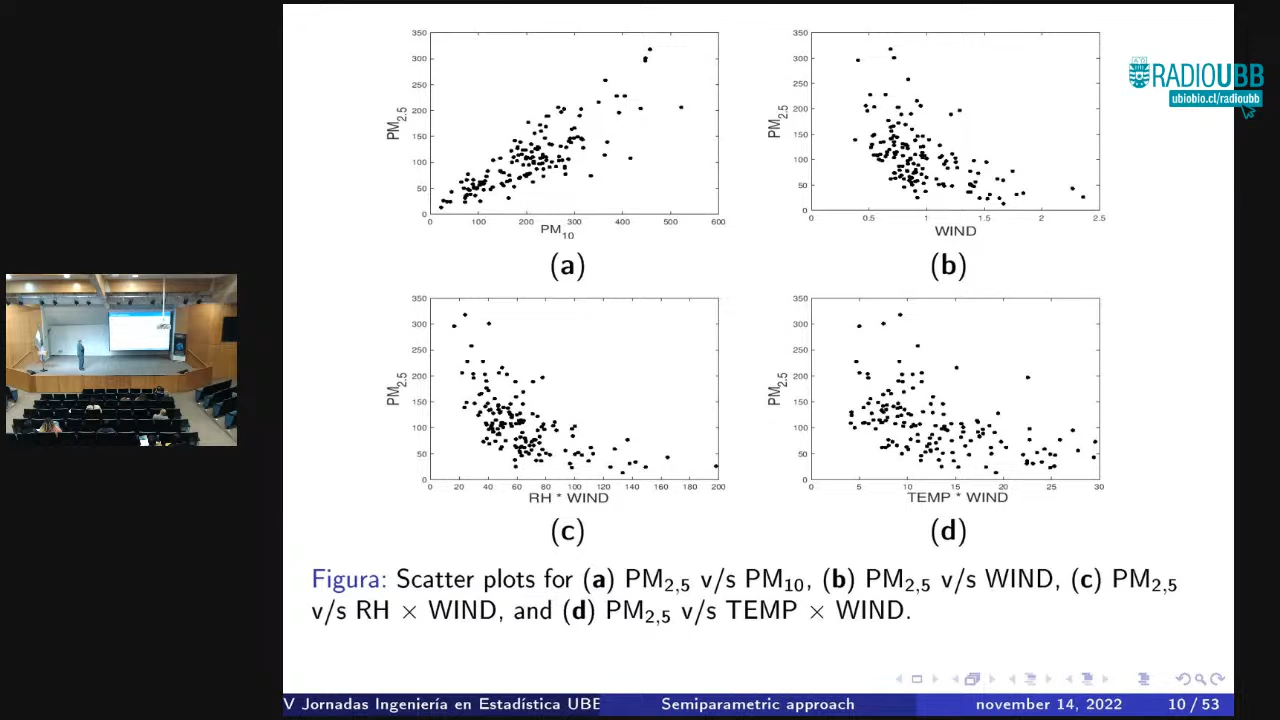 350
300
250
200
150
100
50
0
PM2.5
0 100 200 300 400 500 600
PM10
(a)
350
300
250
200
150
100
50
0
PM2.5
0 0.5 1 1.5 2 2.5
WIND
(b)
RADIOUBB
ubiobio.cl/radioubb
350
300
250
200
150
100
50
0
PM2.5
0 20 40 60 80 100 120 140 160 180 200
RH * WIND
(c)
350
300
250
200
150
100
50
0
PM2.5
0 5 10 15 20 25 30
TEMP * WIND
(d)
Figura: Scatter plots for (a) PM2,5 v/s PM10, (b) PM2,5 v/s WIND, (c) PM2,5
v/s RH × WIND, and (d) PM2,5 v/s TEMP × WIND.
V Jornadas Ingeniería en Estadística UBB Semiparametric approach november 14, 2022 10 / 53